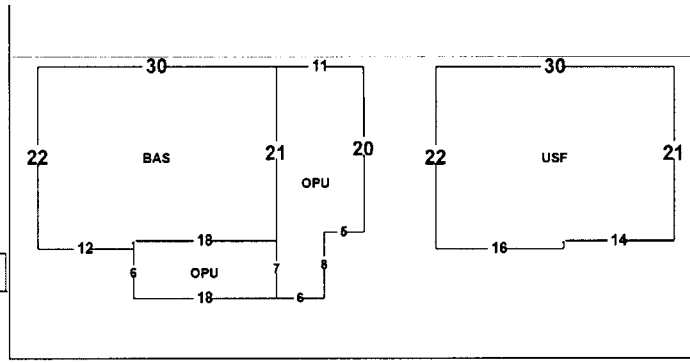 30 11 30
22 BAS 21 20 22 USF 21
OPU
12 18 5 16 14
6 OPU 7 8
18 6